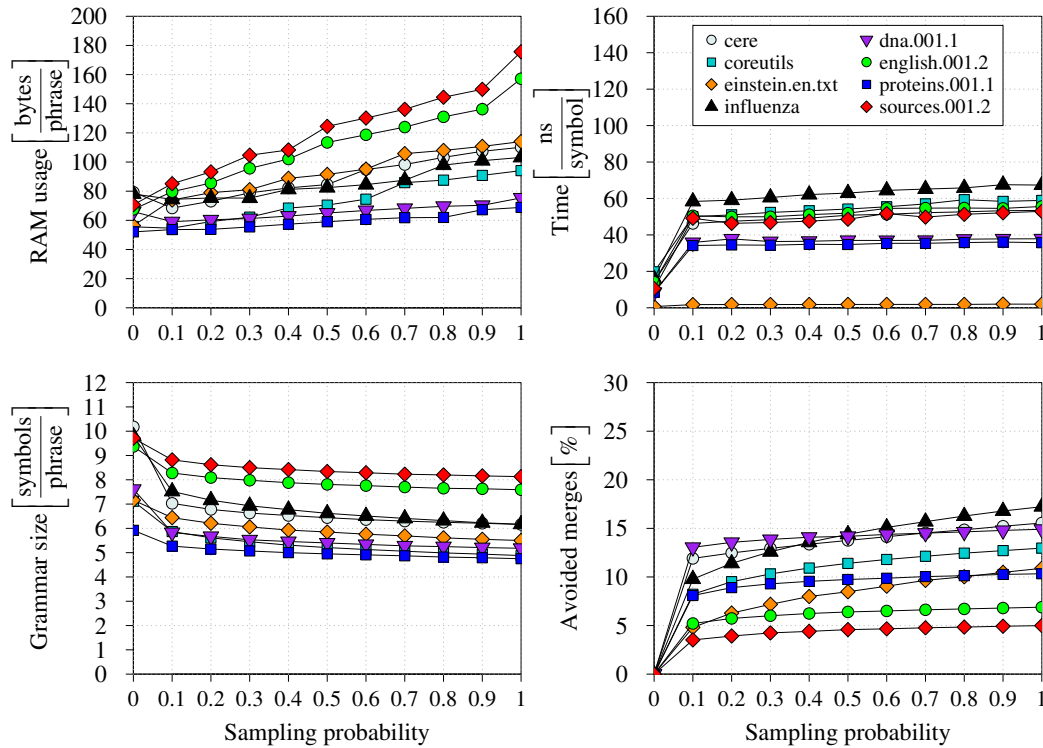 RAM usage [bytes/phrase]
200
180
160
140
120
100
80
60
40
20
0
0 0.1 0.2 0.3 0.4 0.5 0.6 0.7 0.8 0.9 1
Time [ns/symbol]
160
140
120
100
80
60
40
20
0
cere
coreutils
einstein.en.txt
influenza
dna.001.1
english.001.2
proteins.001.1
sources.001.2
0 0.1 0.2 0.3 0.4 0.5 0.6 0.7 0.8 0.9 1
Grammar size [symbols/phrase]
12
11
10
9
8
7
6
5
4
3
2
1
0
0 0.1 0.2 0.3 0.4 0.5 0.6 0.7 0.8 0.9 1
Sampling probability
Avoided merges [%]
30
25
20
15
10
5
0
0 0.1 0.2 0.3 0.4 0.5 0.6 0.7 0.8 0.9 1
Sampling probability